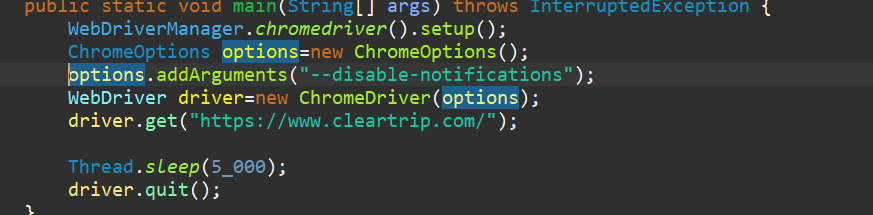 public static void main(String[] args) throws InterruptedException {
WebDriverManager.chromedriver().setup();
ChromeOptions options=new ChromeOptions();
options.addArguments("--disable-notifications");
WebDriver driver=new ChromeDriver(options);
driver.get("https://www.cleartrip.com/");
Thread.sleep(5_000);
driver.quit();
}